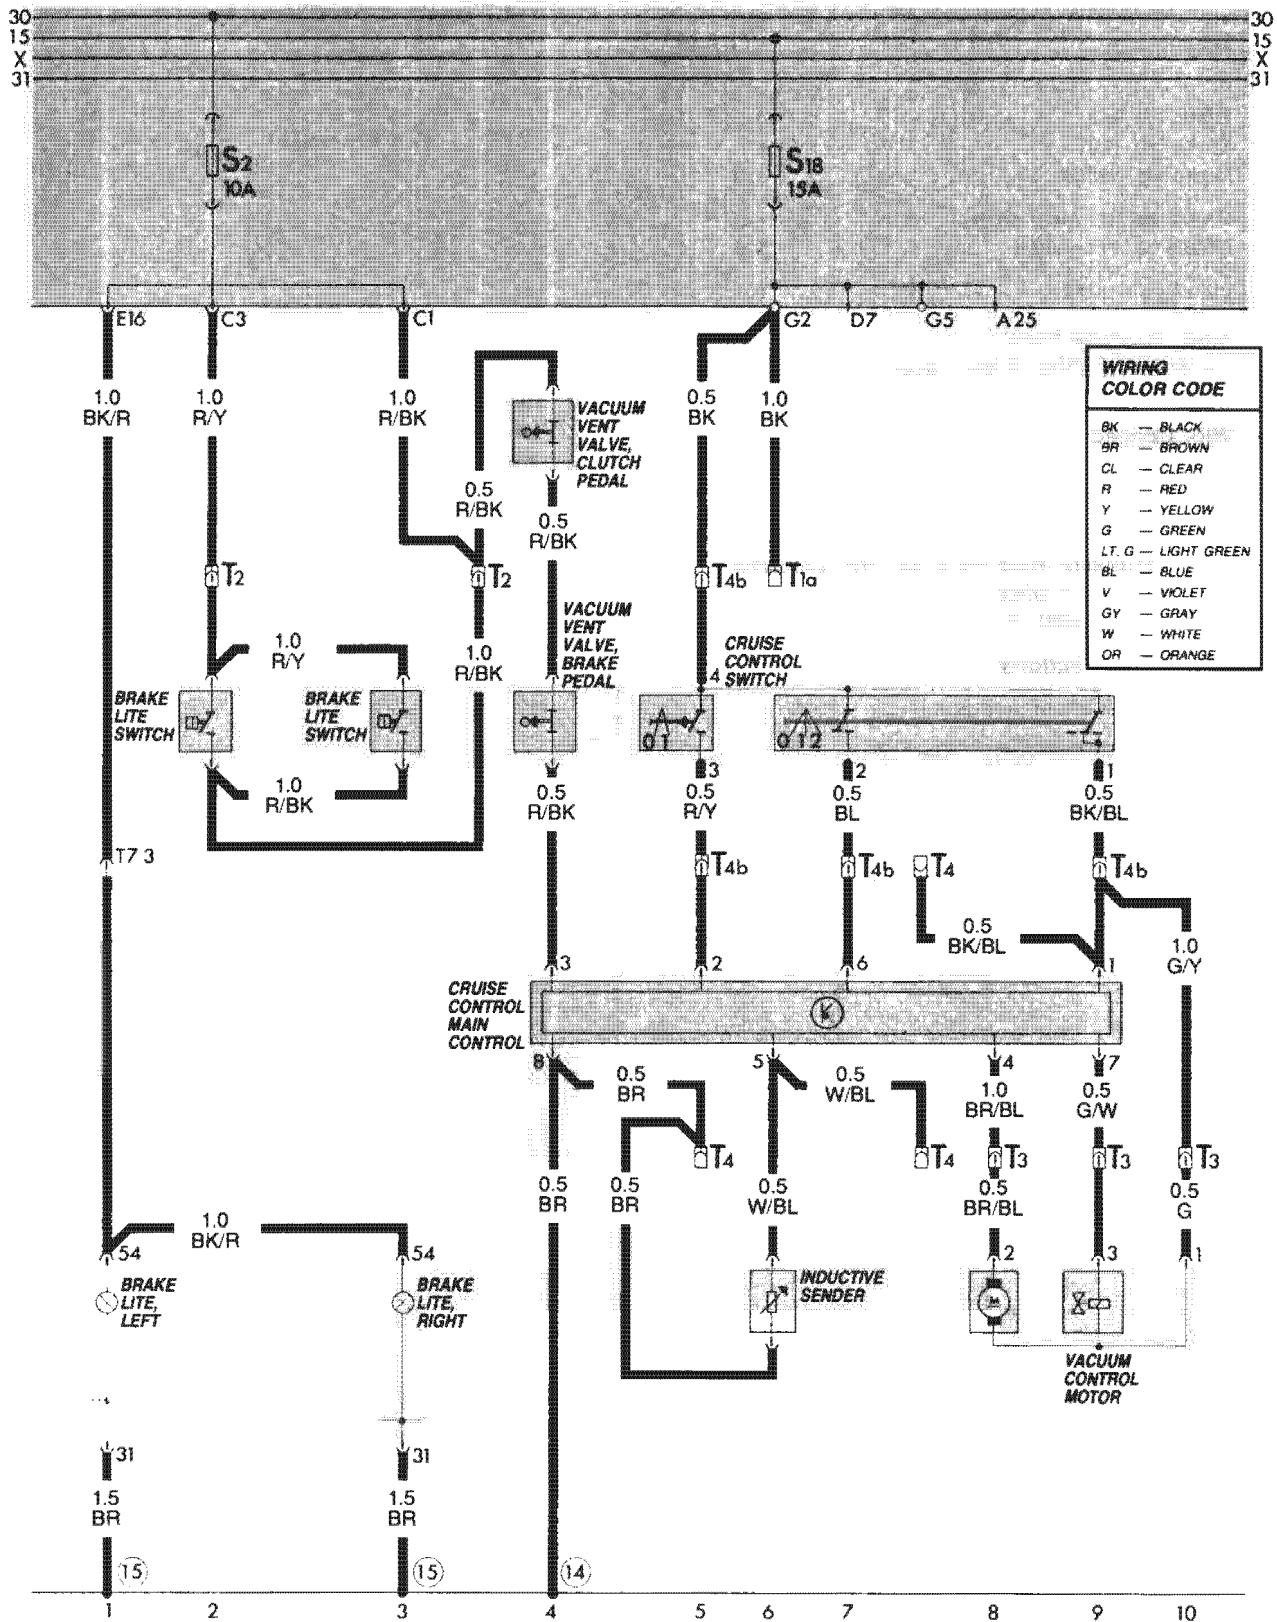 30 30
15 15
X X
31 31
S2
10A
S18
15A
E16 C3 C1 G2 D7 G5 A25
1.0
BK/R
1.0
R/Y
1.0
R/BK
0.5
BK
1.0
BK
VACUUM
VENT
VALVE,
CLUTCH
PEDAL
WIRING
COLOR CODE
BK — BLACK
BR — BROWN
CL — CLEAR
R — RED
Y — YELLOW
G — GREEN
LT. G — LIGHT GREEN
BL — BLUE
V — VIOLET
GY — GRAY
W — WHITE
OR — ORANGE
0.5
R/BK
0.5
R/BK
T2 T2 T4b T1a
1.0
R/Y
1.0
R/BK
VACUUM
VENT
VALVE,
BRAKE
PEDAL
4
CRUISE
CONTROL
SWITCH
BRAKE
LITE
SWITCH
BRAKE
LITE
SWITCH
0 1
0 1 2
1.0
R/BK
0.5
R/BK
3
0.5
R/Y
2
0.5
BL
1
0.5
BK/BL
T7 3
T4b T4b T4 T4b
0.5
BK/BL
1.0
G/Y
3 2 6 1
CRUISE
CONTROL
MAIN
CONTROL
8 5 4 7
0.5
BR
0.5
W/BL
1.0
BR/BL
0.5
G/W
T4 T4 T3 T3 T3
0.5
BR
0.5
BR
0.5
W/BL
0.5
BR/BL
0.5
G
1.0
BK/R
54 54
2 3 1
BRAKE
LITE,
LEFT
BRAKE
LITE,
RIGHT
INDUCTIVE
SENDER
M
VACUUM
CONTROL
MOTOR
31 31
1.5
BR
1.5
BR
15 15 14
1 2 3 4 5 6 7 8 9 10